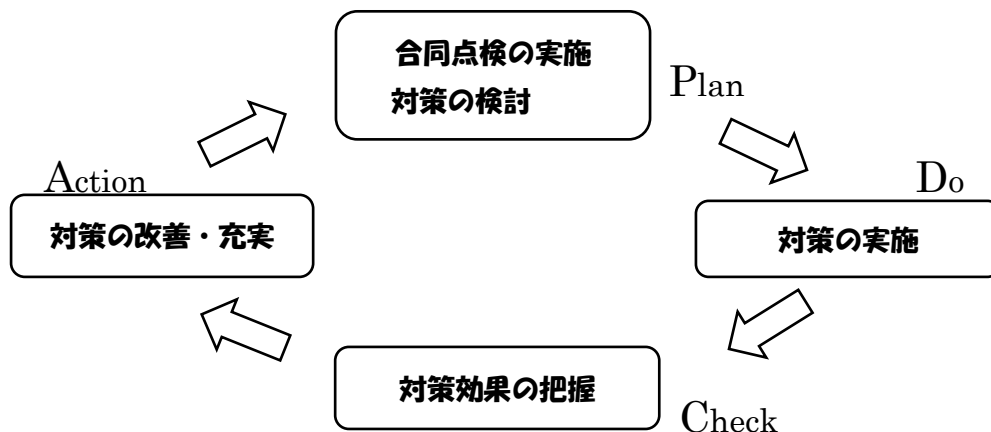 合同点検の実施
対策の検討
Plan
Action
Do
対策の改善・充実
対策の実施
対策効果の把握
Check